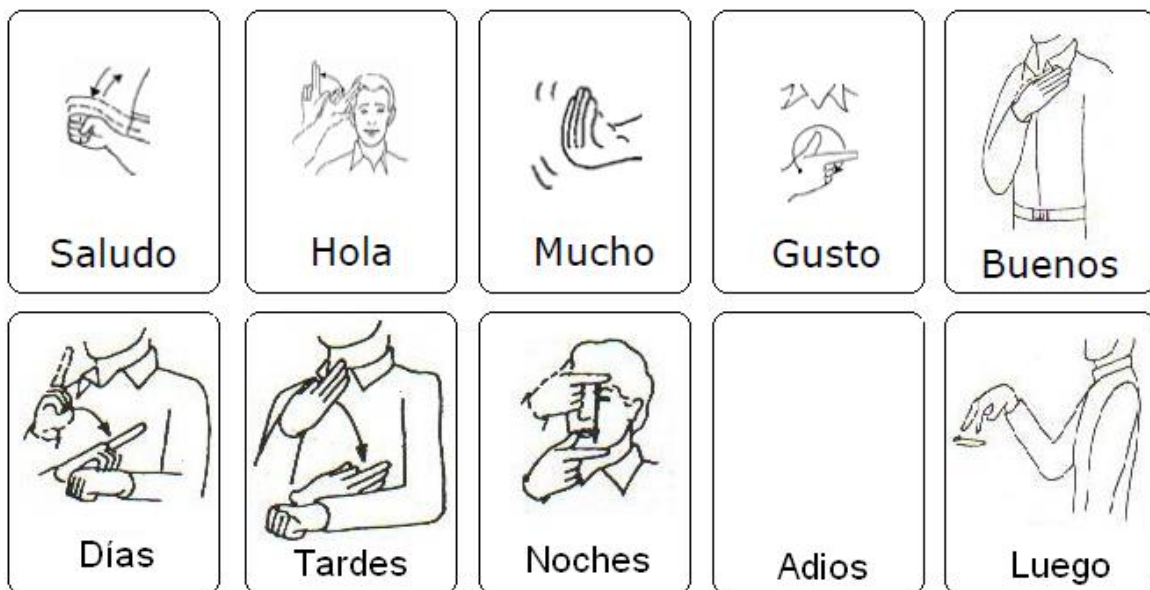 Saludo
Hola
Mucho
Gusto
Buenos
Días
Tardes
Noches
Adios
Luego